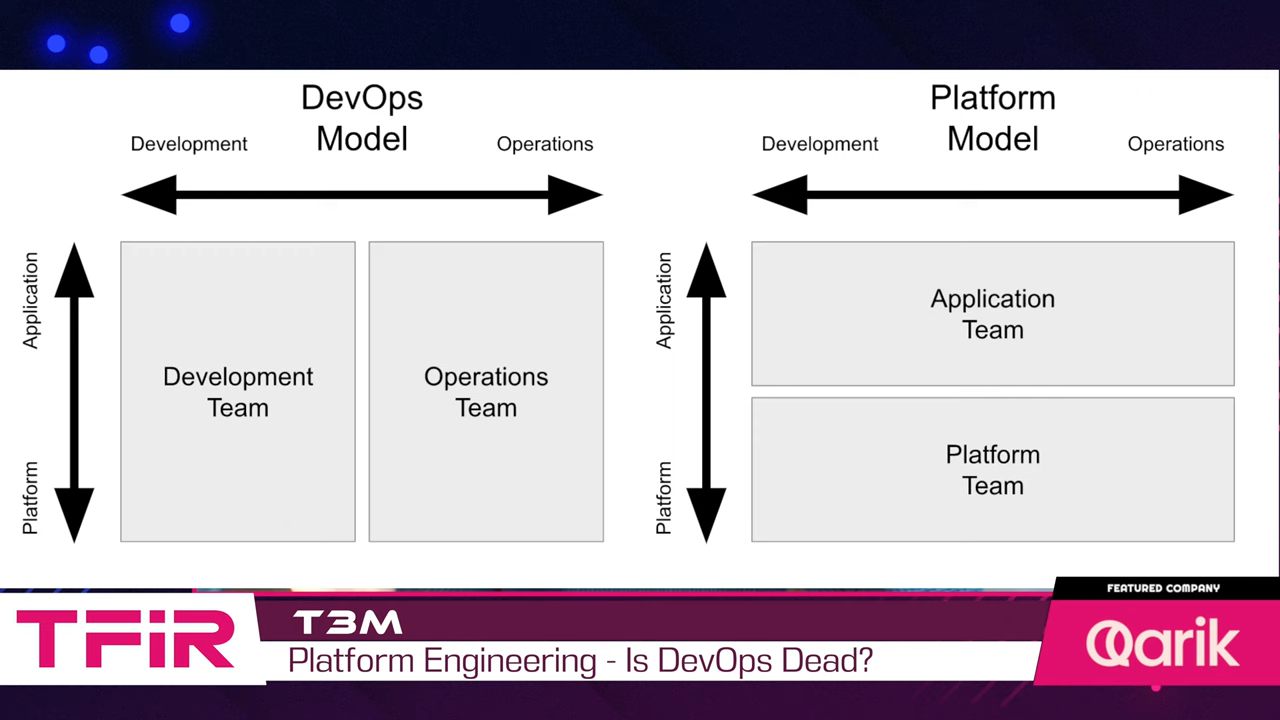 DevOps
Model
Development
Operations
Application
Platform
Development
Team
Operations
Team
Platform
Model
Development
Operations
Application
Platform
Application
Team
Platform
Team
FEATURED COMPANY
TFiR
T3M
Platform Engineering - Is DevOps Dead?
Qarik